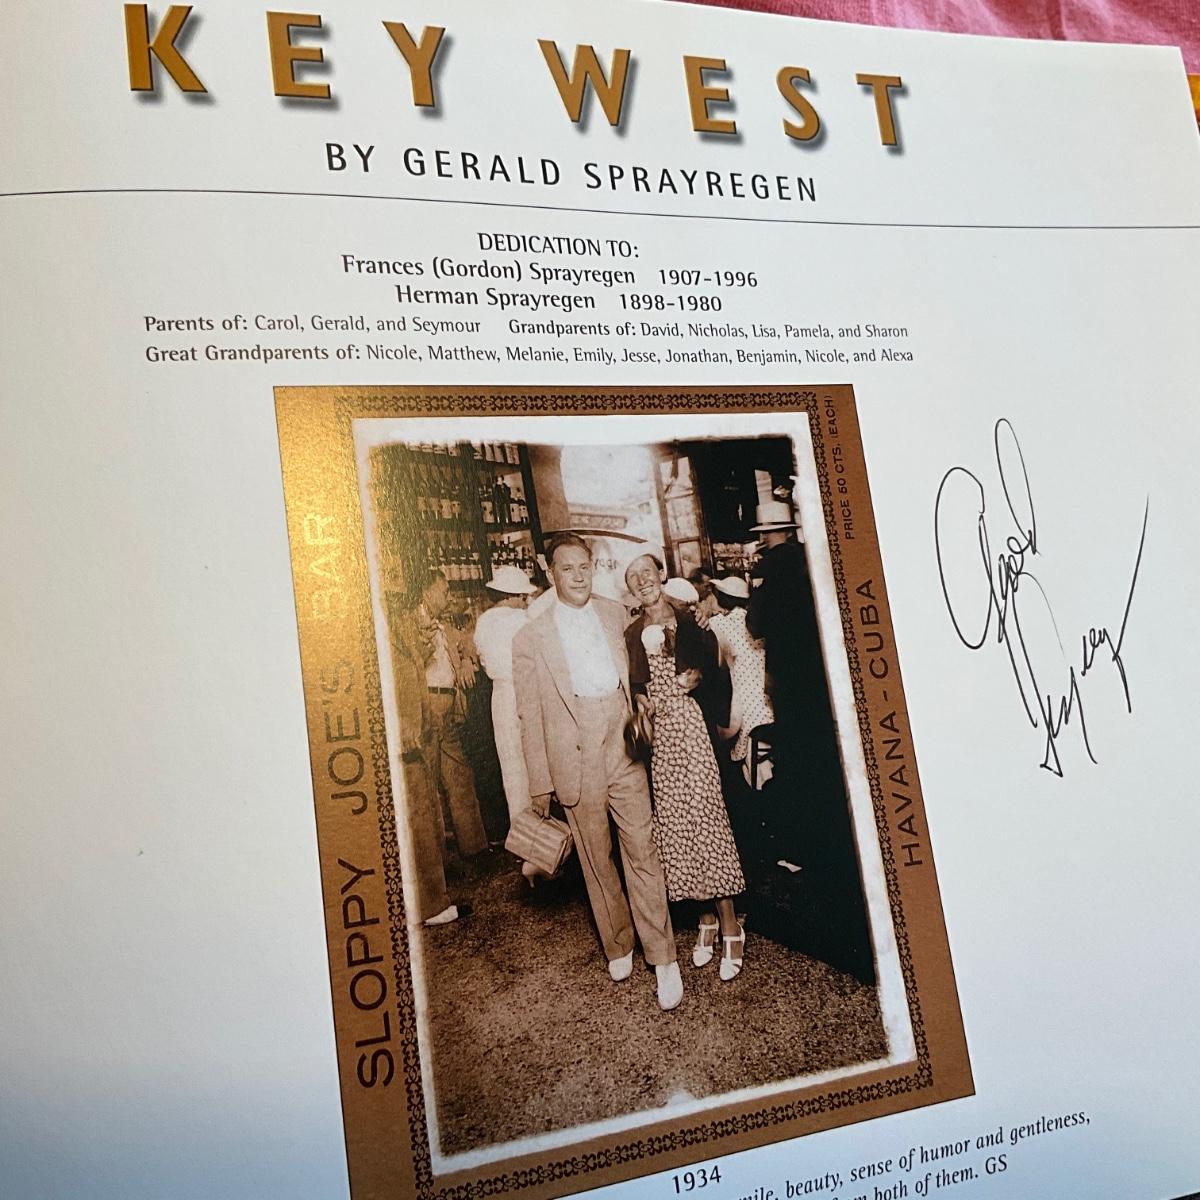 KEY WEST
BY GERALD SPRAYREGEN
DEDICATION TO:
Frances (Gordon) Sprayregen 1907-1996
Herman Sprayregen 1898-1980
Parents of: Carol, Gerald, and Seymour Grandparents of: David, Nicholas, Lisa, Pamela, and Sharon
Great Grandparents of: Nicole, Matthew, Melanie, Emily, Jesse, Jonathan, Benjamin, Nicole, and Alexa
SLOPPY JOE'S BAR
PRICE 50 CTS. (EACH)
HAVANA - CUBA
1934
beauty, sense of humor and gentleness,
both of them. GS